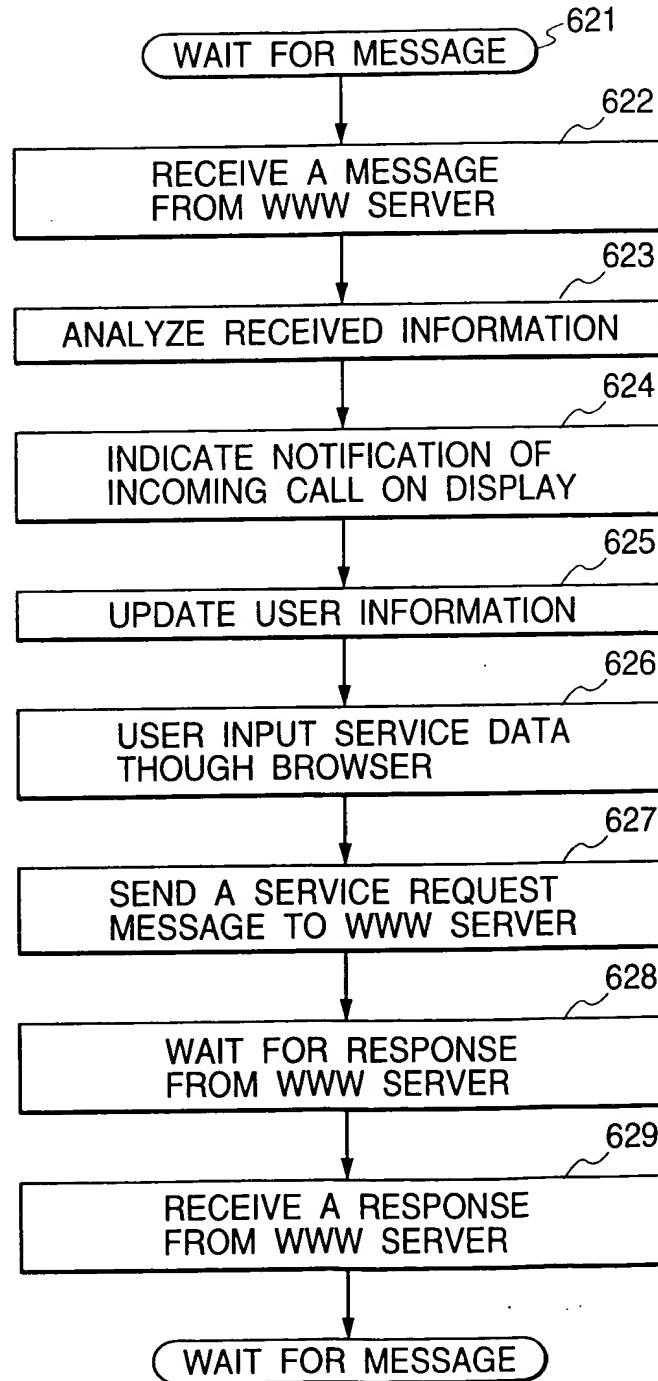 WAIT FOR MESSAGE
621
622
RECEIVE A MESSAGE
FROM WWW SERVER
623
ANALYZE RECEIVED INFORMATION
624
INDICATE NOTIFICATION OF
INCOMING CALL ON DISPLAY
625
UPDATE USER INFORMATION
626
USER INPUT SERVICE DATA
THOUGH BROWSER
627
SEND A SERVICE REQUEST
MESSAGE TO WWW SERVER
628
WAIT FOR RESPONSE
FROM WWW SERVER
629
RECEIVE A RESPONSE
FROM WWW SERVER
WAIT FOR MESSAGE